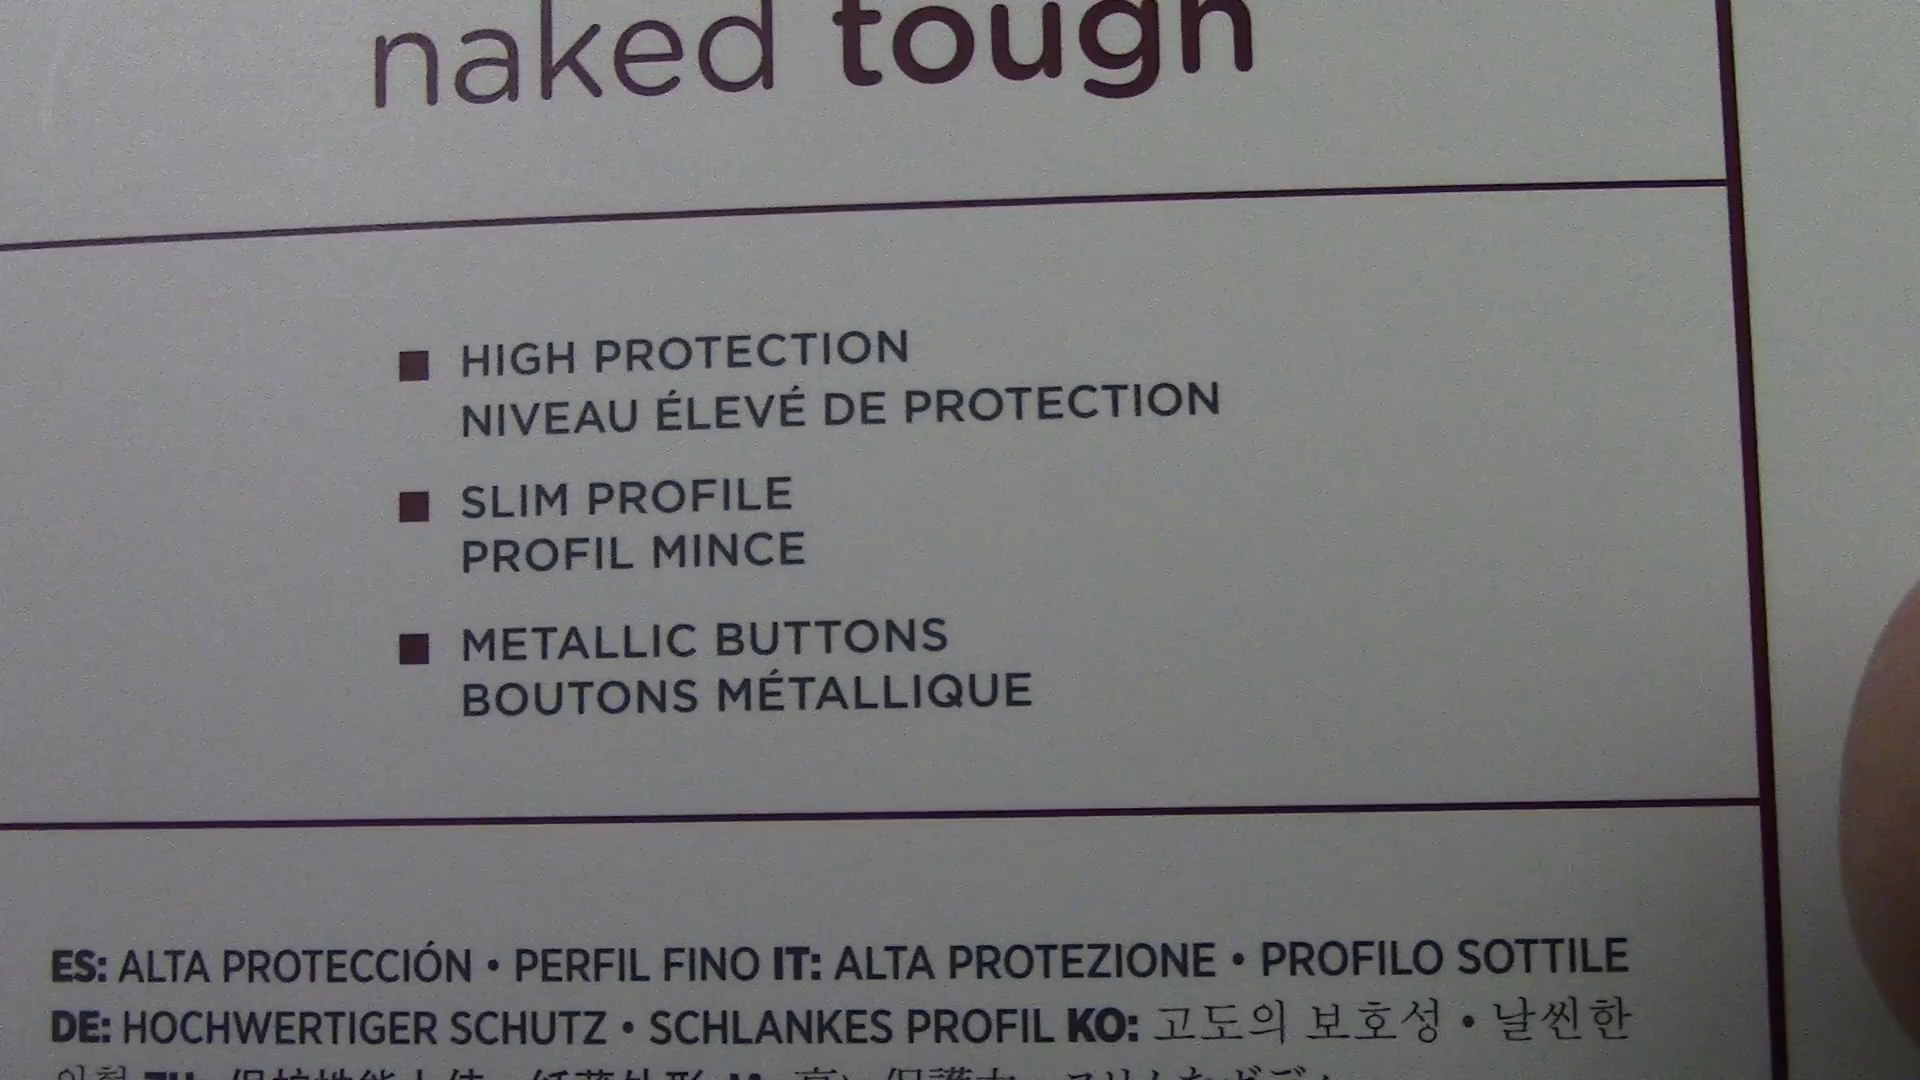 naked tough
HIGH PROTECTION
NIVEAU ÉLEVÉ DE PROTECTION
SLIM PROFILE
PROFIL MINCE
METALLIC BUTTONS
BOUTONS MÉTALLIQUE
ES: ALTA PROTECCIÓN • PERFIL FINO IT: ALTA PROTEZIONE • PROFILO SOTTILE
DE: HOCHWERTIGER SCHUTZ • SCHLANKES PROFIL KO: 고도의 보호성 • 날씬한